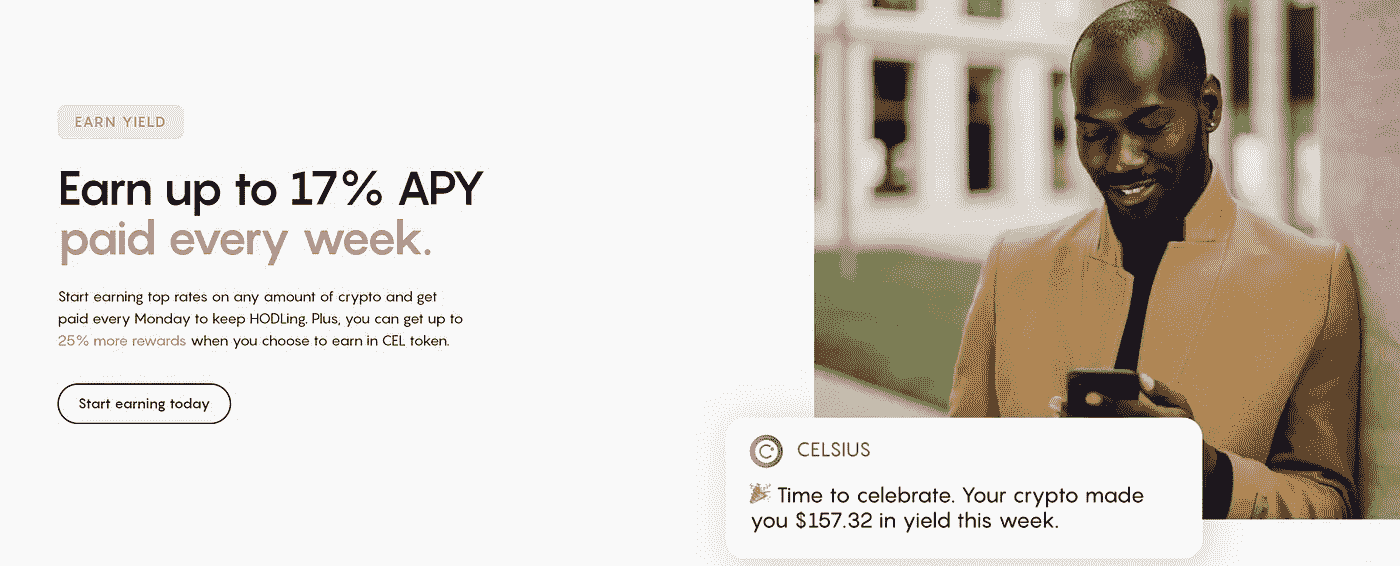 EARN YIELD
Earn up to 17% APY
paid every week.
Start earning top rates on any amount of crypto and get
paid every Monday to keep HODLing. Plus, you can get up to
25% more rewards when you choose to earn in CEL token.
Start earning today
CELSIUS
🎉 Time to celebrate. Your crypto made
you $157.32 in yield this week.